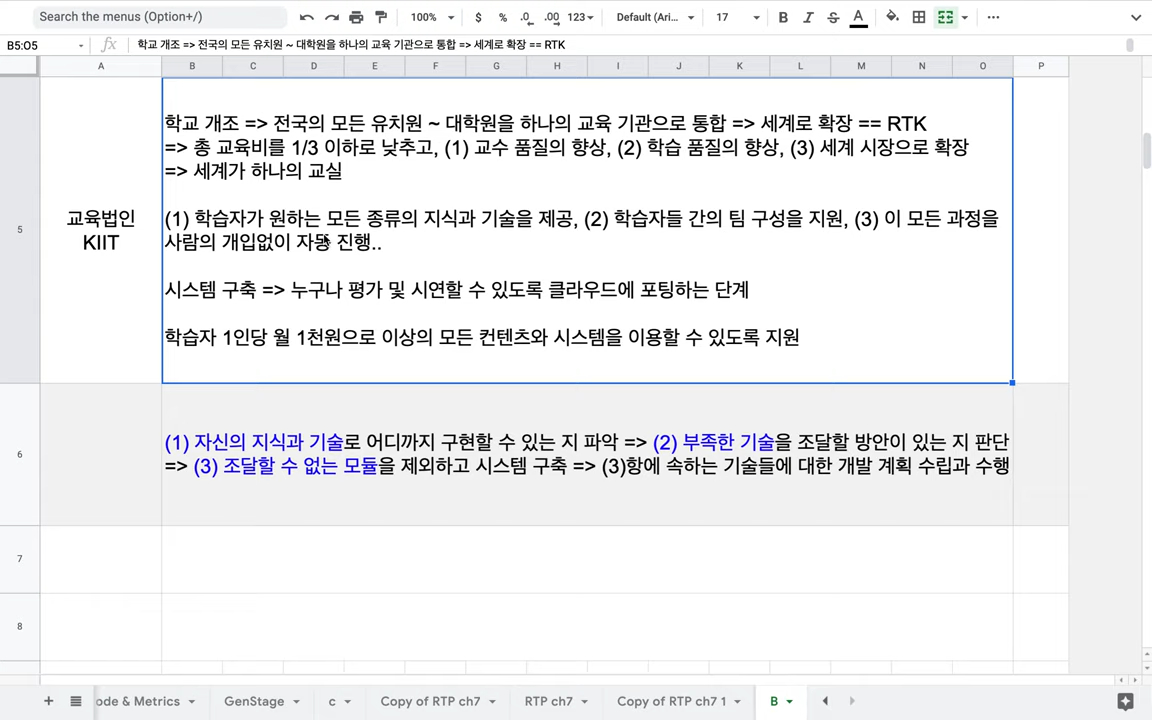 Search the menus (Option+/)
100%
$ % .0 .00 123
Default (Ari...
17
B I S A
B5:O5
fx
학교 개조 => 전국의 모든 유치원 ~ 대학원을 하나의 교육 기관으로 통합 => 세계로 확장 == RTK
A B C D E F G H I J K L M N O P
5
교육법인
KIIT
학교 개조 => 전국의 모든 유치원 ~ 대학원을 하나의 교육 기관으로 통합 => 세계로 확장 == RTK
=> 총 교육비를 1/3 이하로 낮추고, (1) 교수 품질의 향상, (2) 학습 품질의 향상, (3) 세계 시장으로 확장
=> 세계가 하나의 교실
(1) 학습자가 원하는 모든 종류의 지식과 기술을 제공, (2) 학습자들 간의 팀 구성을 지원, (3) 이 모든 과정을
사람의 개입없이 자동 진행..
시스템 구축 => 누구나 평가 및 시연할 수 있도록 클라우드에 포팅하는 단계
학습자 1인당 월 1천원으로 이상의 모든 컨텐츠와 시스템을 이용할 수 있도록 지원
6
(1) 자신의 지식과 기술로 어디까지 구현할 수 있는 지 파악 => (2) 부족한 기술을 조달할 방안이 있는 지 판단
=> (3) 조달할 수 없는 모듈을 제외하고 시스템 구축 => (3)항에 속하는 기술들에 대한 개발 계획 수립과 수행
7
8
ode & Metrics
GenStage
c
Copy of RTP ch7
RTP ch7
Copy of RTP ch7 1
B